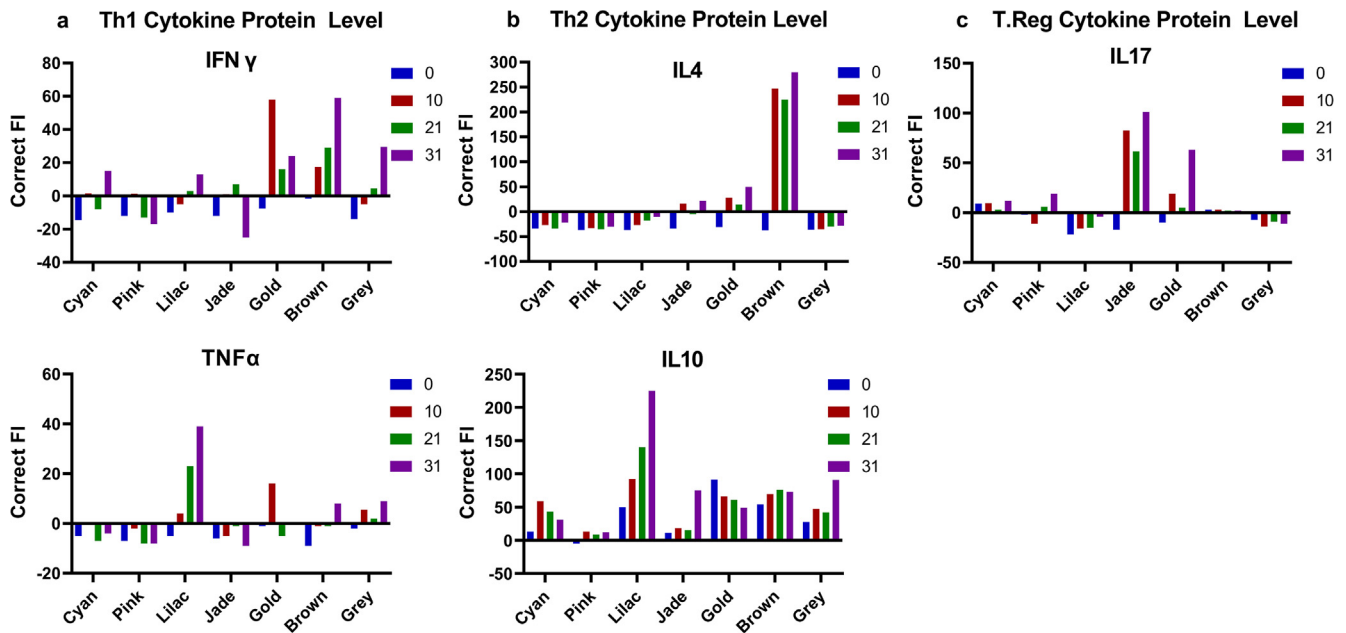 a Th1 Cytokine Protein Level
IFN γ
Correct FI
80
60
40
20
0
-20
-40
Cyan Pink Lilac Jade Gold Brown Grey
0
10
21
31
TNFα
Correct FI
60
40
20
0
-20
Cyan Pink Lilac Jade Gold Brown Grey
0
10
21
31
b Th2 Cytokine Protein Level
IL4
Correct FI
300
250
200
150
100
50
0
-50
-100
Cyan Pink Lilac Jade Gold Brown Grey
0
10
21
31
IL10
Correct FI
250
200
150
100
50
0
-50
Cyan Pink Lilac Jade Gold Brown Grey
0
10
21
31
c T.Reg Cytokine Protein Level
IL17
Correct FI
150
100
50
0
-50
Cyan Pink Lilac Jade Gold Brown Grey
0
10
21
31